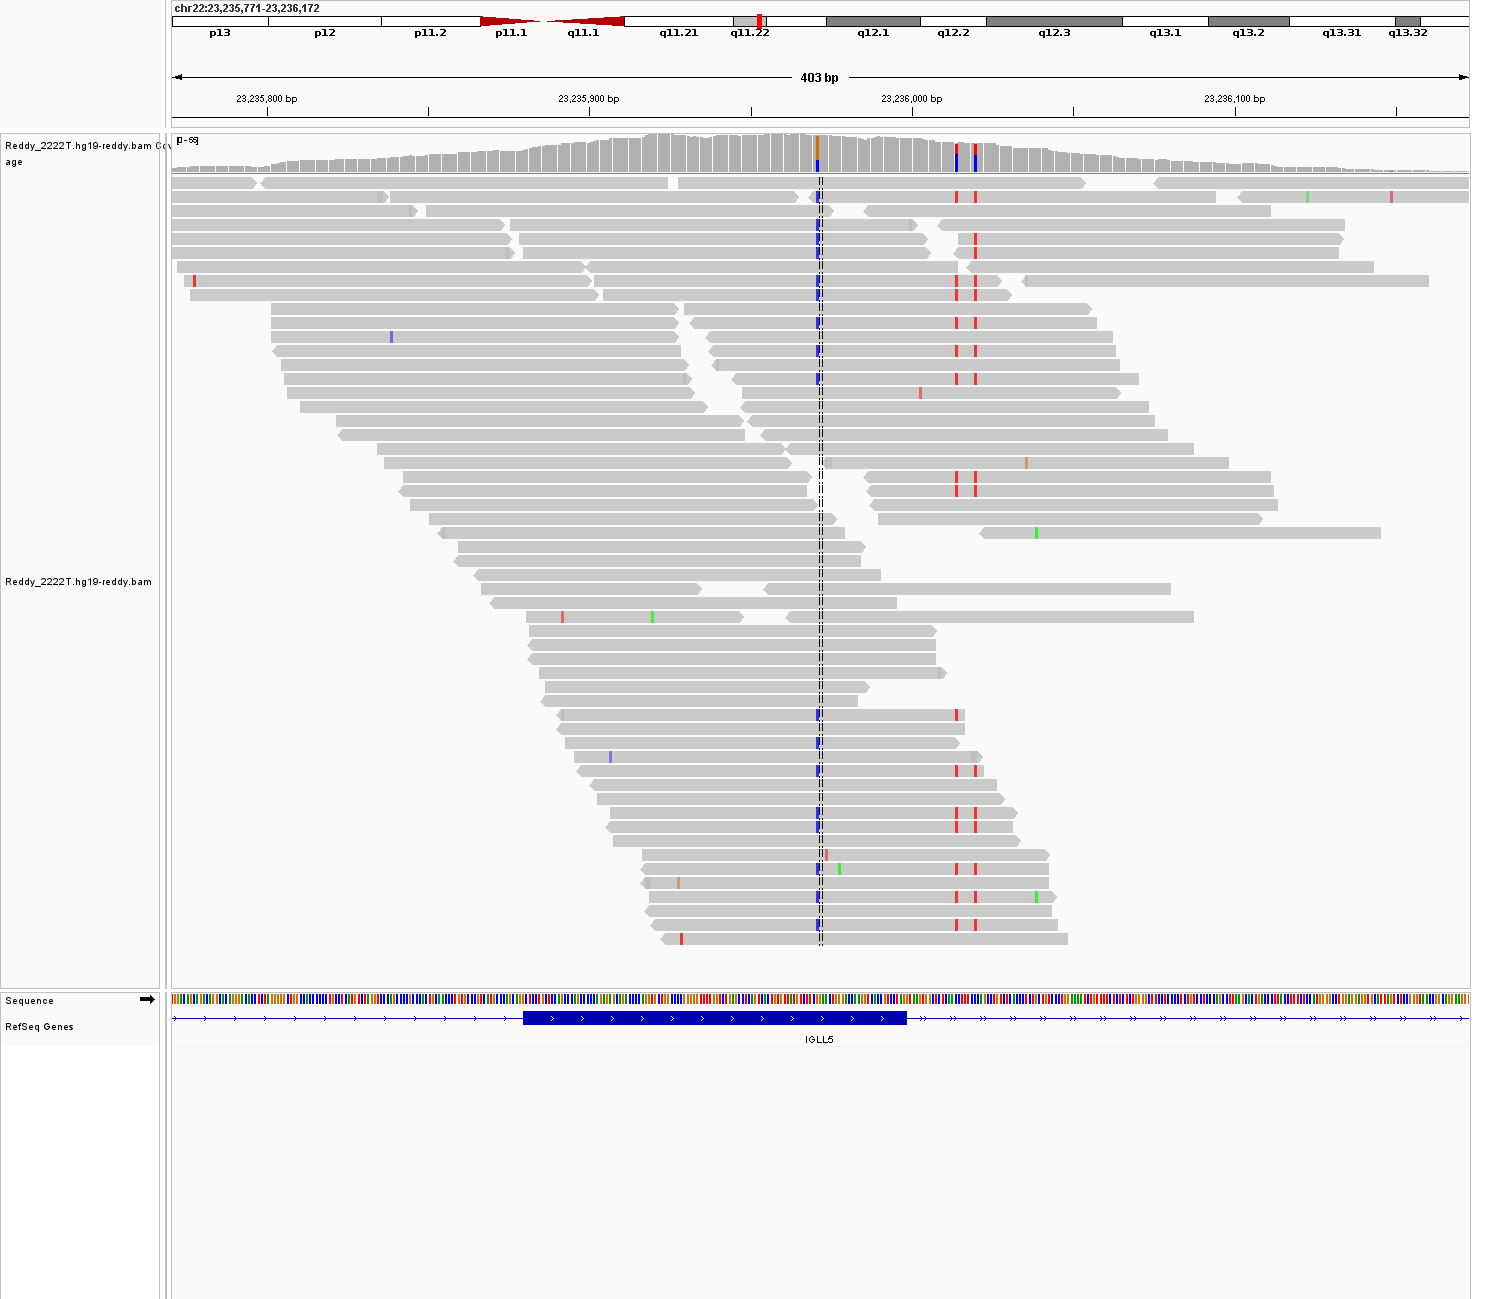 chr22:23,235,771-23,236,172
p13 p12 p11.2 p11.1 q11.1 q11.21 q11.22 q12.1 q12.2 q12.3 q13.1 q13.2 q13.31 q13.32
403 bp
23,235,800 bp 23,235,900 bp 23,236,000 bp 23,236,100 bp
Reddy_2222T.hg19-reddy.bam Cov
age
Reddy_2222T.hg19-reddy.bam
Sequence
RefSeq Genes
IGLL5